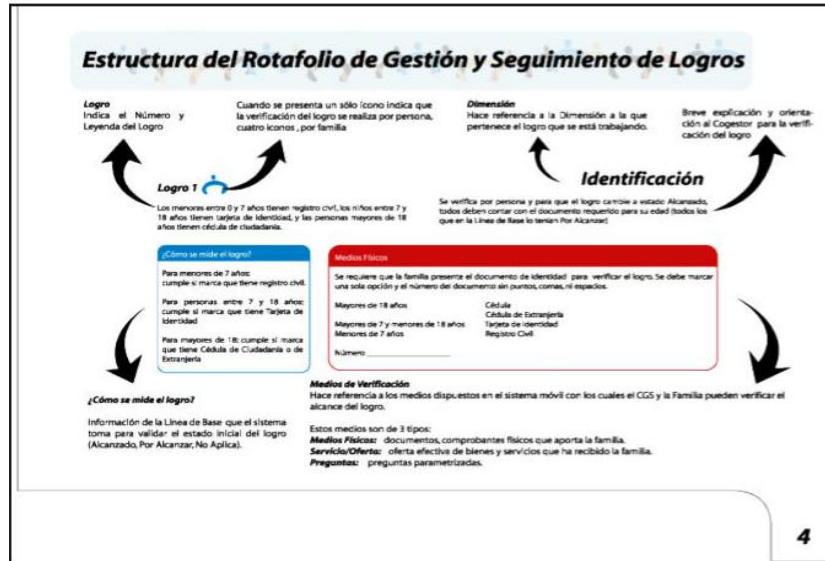 Estructura del Rotafolio de Gestión y Seguimiento de Logros
Logro
Indica el Número y
Leyenda del Logro
Cuando se presenta un sólo ícono indica que
la verificación del logro se realiza por persona,
cuatro iconos , por familia
Dimensión
Hace referencia a la Dimensión a la que
pertenece el logro que se está trabajando.
Breve explicación y orienta-
ción al Cogestor para la verifi-
cación del logro
Logro 1
Los menores entre 0 y 7 años tienen registro civil, los niños entre 7 y
18 años tienen tarjeta de identidad, y las personas mayores de 18
años tienen cédula de ciudadanía.
Identificación
Se verifica por persona y para que el logro cambie a estado Alcanzado,
todos deben contar con el documento requerido para su edad (todos los
que en la Línea de Base lo tenían Por Alcanzar)
¿Cómo se mide el logro?
Para menores de 7 años:
cumple si marca que tiene registro civil.
Para personas entre 7 y 18 años:
cumple si marca que tiene Tarjeta de
Identidad
Para mayores de 18: cumple si marca
que tiene Cédula de Ciudadanía o de
Extranjería
Medios Físicos
Se requiere que la familia presente el documento de identidad para verificar el logro. Se debe marcar
una sola opción y el número del documento sin puntos, comas, ni espacios.
Mayores de 18 años Cédula
Cédula de Extranjería
Mayores de 7 y menores de 18 años Tarjeta de Identidad
Menores de 7 años Registro Civil
Número
¿Cómo se mide el logro?
Información de la Linea de Base que el sistema
toma para validar el estado inicial del logro
(Alcanzado, Por Alcanzar, No Aplica).
Medios de Verificación
Hace referencia a los medios dispuestos en el sistema móvil con los cuales el CGS y la Familia pueden verificar el
alcance del logro.
Estos medios son de 3 tipos:
Medios Físicos: documentos, comprobantes físicos que aporta la familia.
Servicio/Oferta: oferta efectiva de bienes y servicios que ha recibido la familia.
Preguntas: preguntas parametrizadas.
4